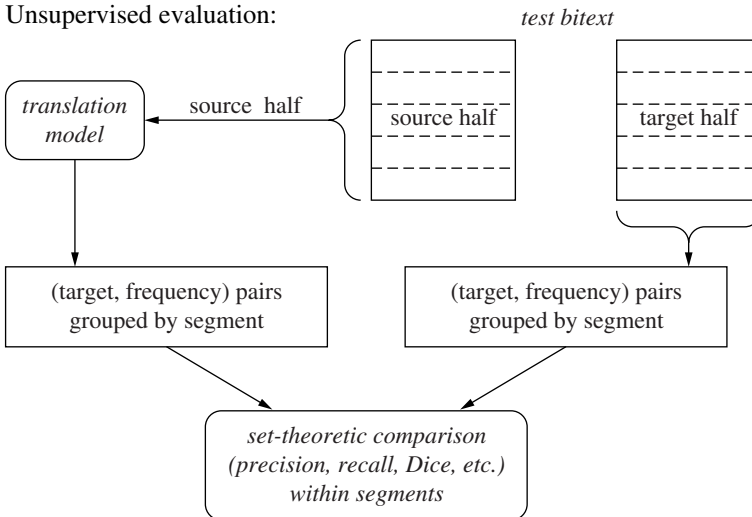 Unsupervised evaluation:
test bitext
translation
model
source half
source half
target half
(target, frequency) pairs
grouped by segment
(target, frequency) pairs
grouped by segment
set-theoretic comparison
(precision, recall, Dice, etc.)
within segments